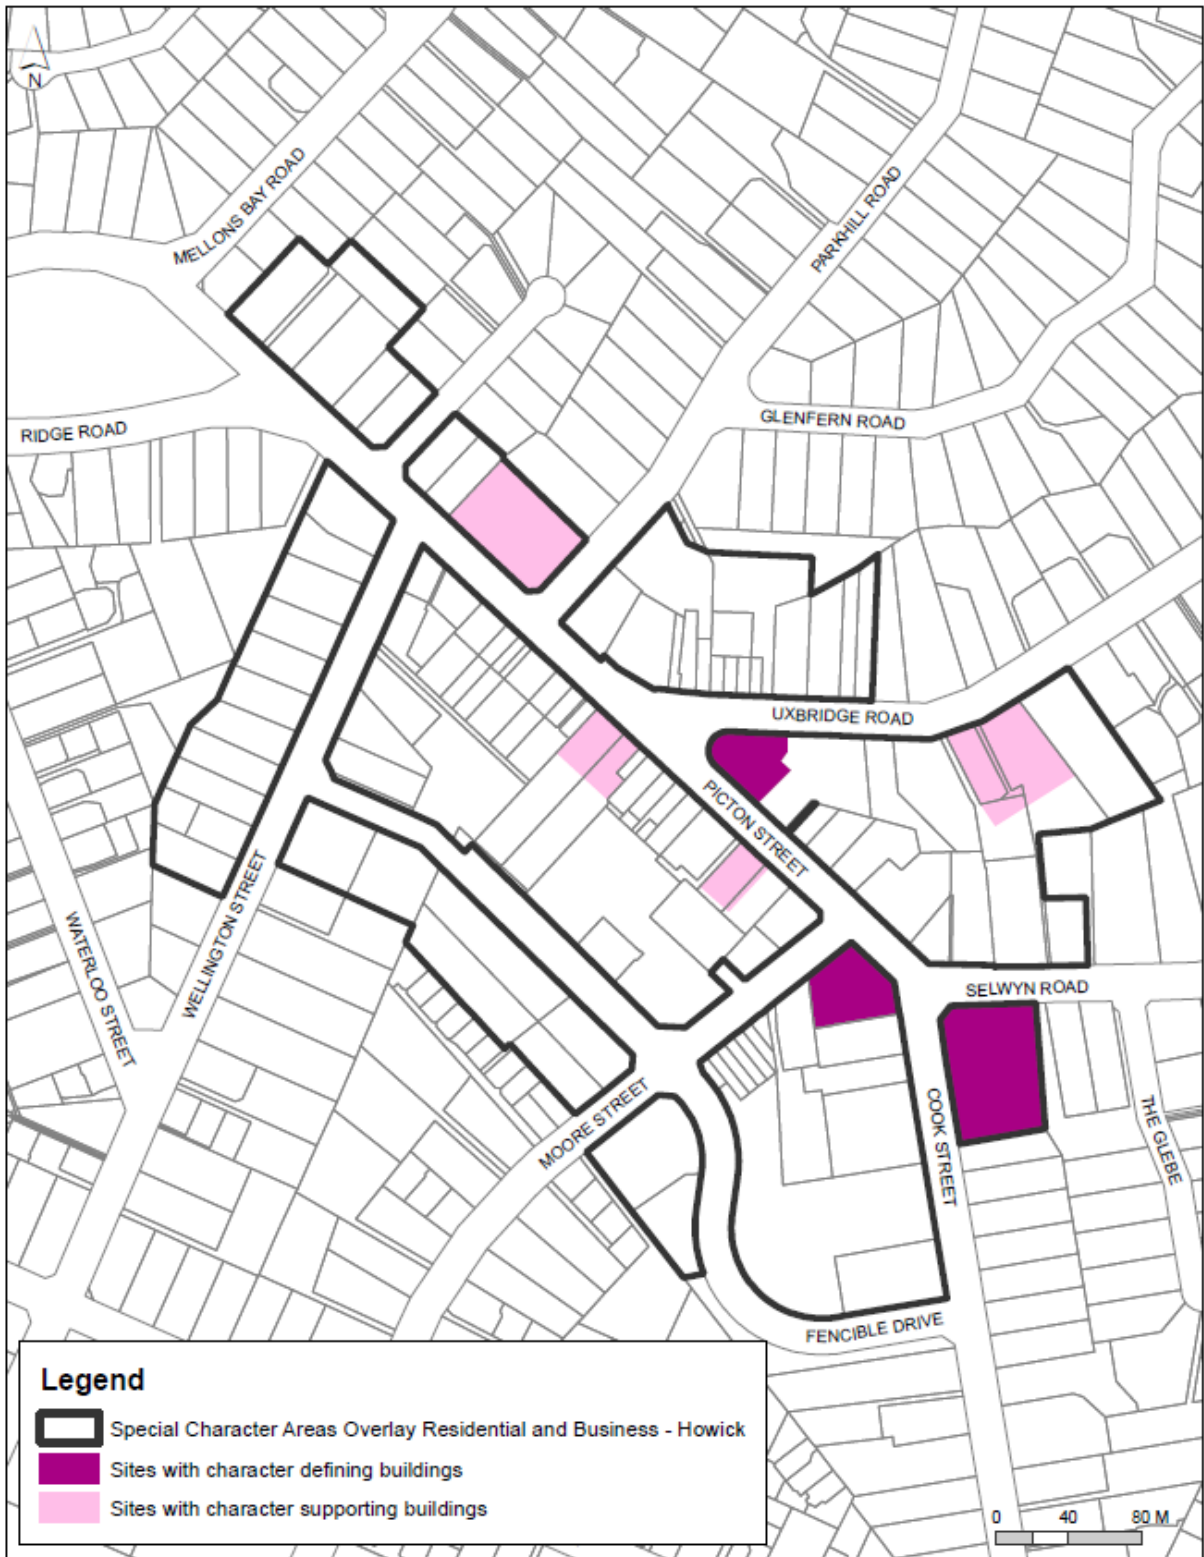 N
MELLONS BAY ROAD
PARKHILL ROAD
RIDGE ROAD
GLENFERN ROAD
UXBRIDGE ROAD
PICTON STREET
WATERLOO STREET
WELLINGTON STREET
SELWYN ROAD
MOORE STREET
COOK STREET
THE GLEBE
FENCIBLE DRIVE
Legend
Special Character Areas Overlay Residential and Business - Howick
Sites with character defining buildings
Sites with character supporting buildings
0 40 80 M